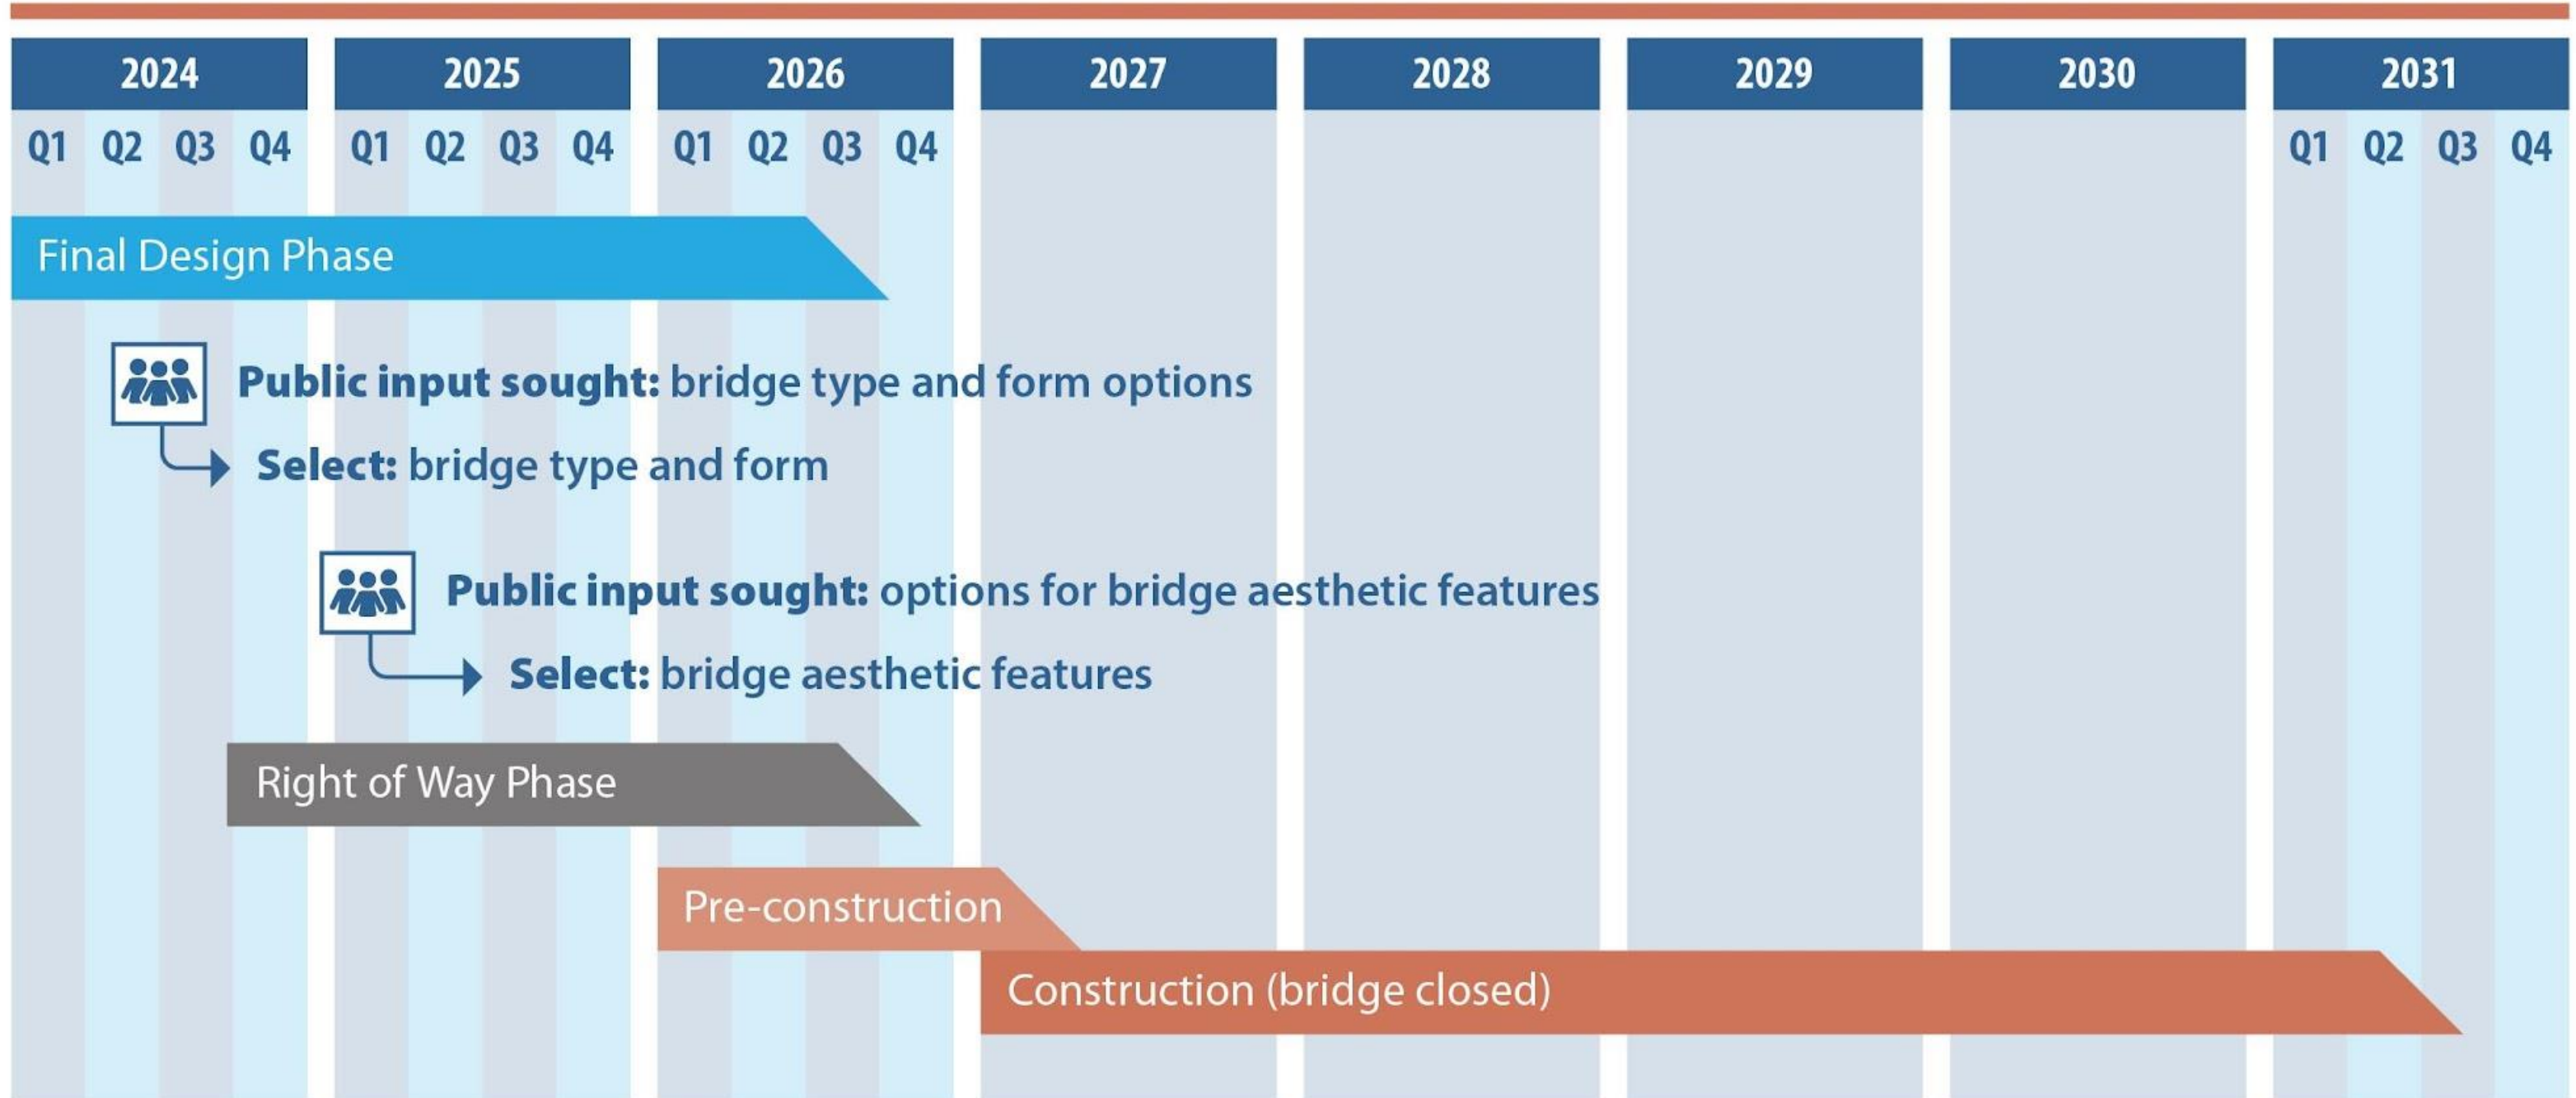 2024 2025 2026 2027 2028 2029 2030 2031
Q1 Q2 Q3 Q4 Q1 Q2 Q3 Q4 Q1 Q2 Q3 Q4 Q1 Q2 Q3 Q4
Final Design Phase
Public input sought: bridge type and form options
Select: bridge type and form
Public input sought: options for bridge aesthetic features
Select: bridge aesthetic features
Right of Way Phase
Pre-construction
Construction (bridge closed)